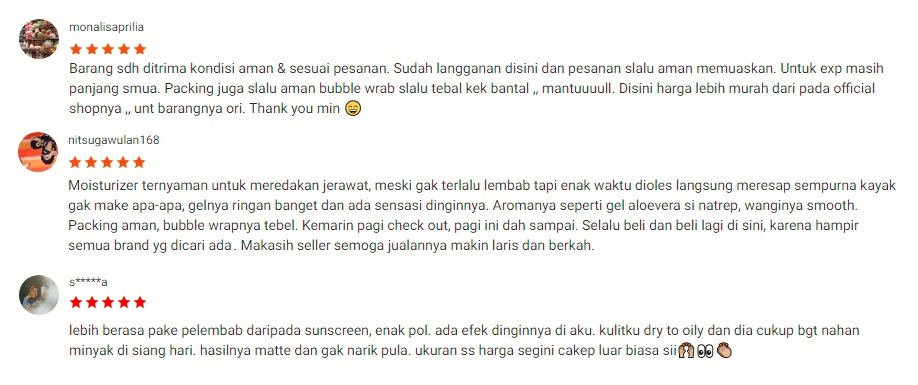 monalisaprilia
Barang sdh ditrima kondisi aman & sesuai pesanan. Sudah langganan disini dan pesanan slalu aman memuaskan. Untuk exp masih
panjang smua. Packing juga slalu aman bubble wrab slalu tebal kek bantal ,, mantuuuull. Disini harga lebih murah dari pada official
shopnya ,, unt barangnya ori. Thank you min 😄
nitsugawulan168
Moisturizer ternyaman untuk meredakan jerawat, meski gak terlalu lembab tapi enak waktu dioles langsung meresap sempurna kayak
gak make apa-apa, gelnya ringan banget dan ada sensasi dinginnya. Aromanya seperti gel aloevera si natrep, wanginya smooth.
Packing aman, bubble wrapnya tebel. Kemarin pagi check out, pagi ini dah sampai. Selalu beli dan beli lagi di sini, karena hampir
semua brand yg dicari ada. Makasih seller semoga jualannya makin laris dan berkah.
s*****a
lebih berasa pake pelembab daripada sunscreen, enak pol. ada efek dinginnya di aku. kulitku dry to oily dan dia cukup bgt nahan
minyak di siang hari. hasilnya matte dan gak narik pula. ukuran ss harga segini cakep luar biasa sii🙌🏼👀👏🏼